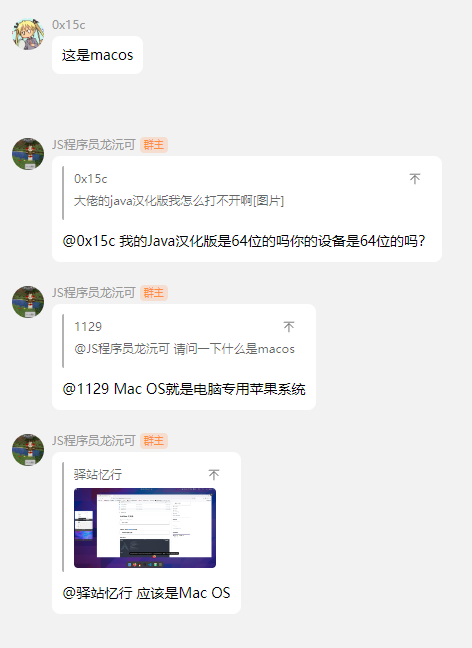 0x15c
这是macos
JS程序员龙沅可 群主
0x15c
大佬的java汉化版我怎么打不开啊[图片]
@0x15c 我的Java汉化版是64位的吗你的设备是64位的吗?
JS程序员龙沅可 群主
1129
@JS程序员龙沅可 请问一下什么是macos
@1129 Mac OS就是电脑专用苹果系统
JS程序员龙沅可 群主
驿站忆行
@驿站忆行 应该是Mac OS